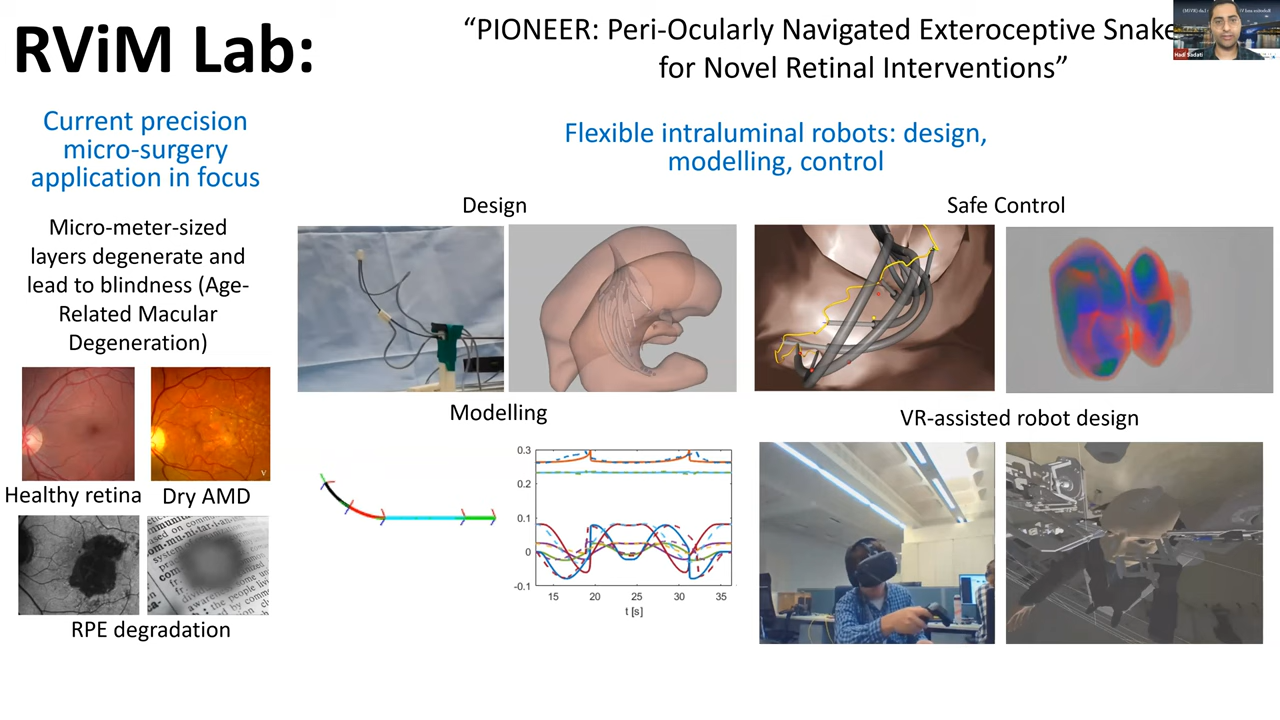 RViM Lab:
“PIONEER: Peri-Ocularly Navigated Exteroceptive Snake
for Novel Retinal Interventions”
Hadi Sadati
Current precision
micro-surgery
application in focus
Flexible intraluminal robots: design,
modelling, control
Micro-meter-sized
layers degenerate and
lead to blindness (Age-
Related Macular
Degeneration)
Healthy retina
Dry AMD
V
RPE degradation
Design
Safe Control
Modelling
0.3
0.2
0.1
0
-0.1
15 20 25 30 35
t [s]
VR-assisted robot design